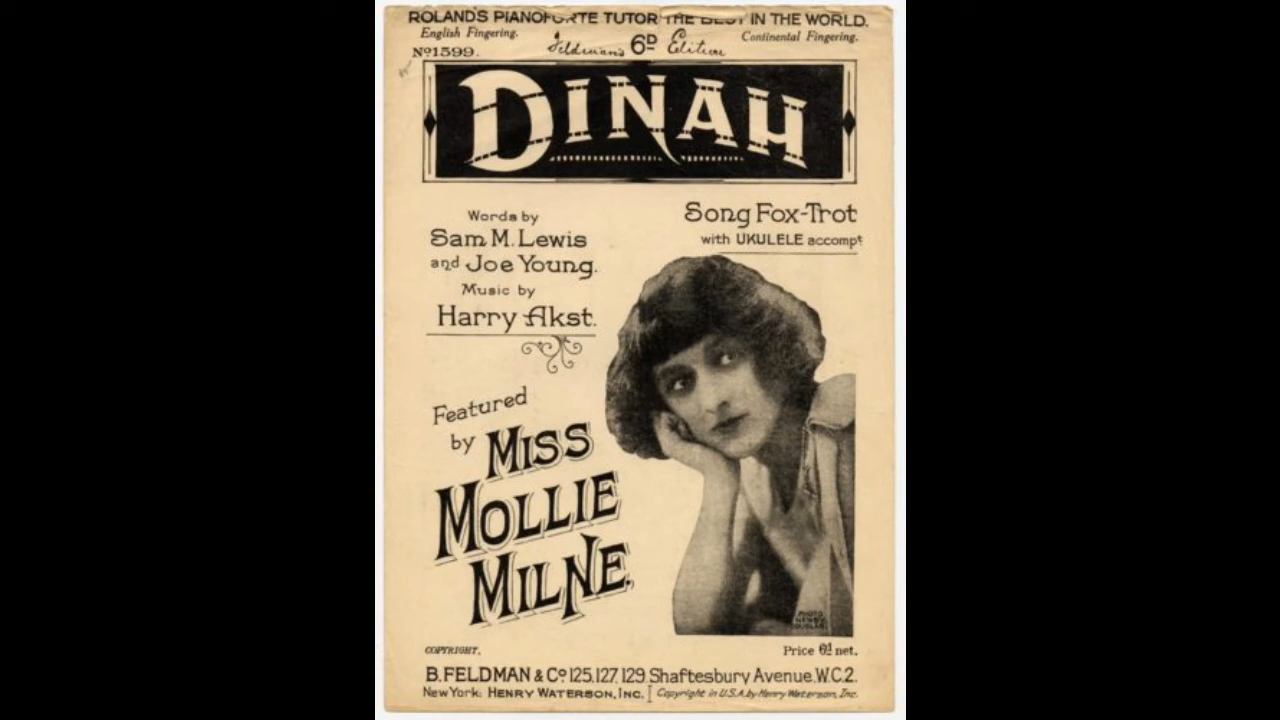 ROLAND'S PIANOFORTE TUTOR THE BEST IN THE WORLD.
English Fingering. Continental Fingering.
Nº1599. Feldman's 6D Edition
DINAH
Words by
Sam M. Lewis
and Joe Young.
Music by
Harry Akst.
Song Fox-Trot
with UKULELE accompt
Featured
by MISS
MOLLIE
MILNE.
PHOTO
NEWBY
DOUGLAS.
COPYRIGHT. Price 6d net.
B. FELDMAN & Cº 125, 127, 129, Shaftesbury Avenue, W.C.2.
New York: HENRY WATERSON, INC. Copyright in U.S.A. by Henry Waterson, Inc.